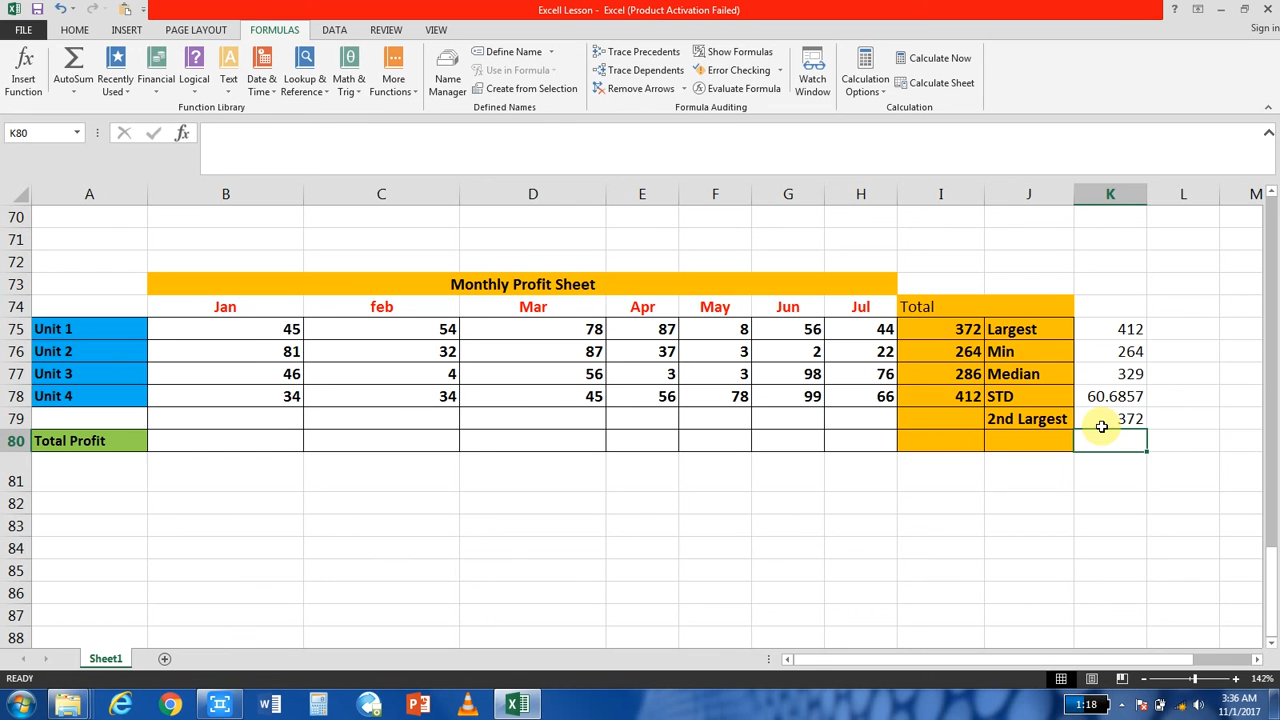 Excell Lesson - Excel (Product Activation Failed)
FILE HOME INSERT PAGE LAYOUT FORMULAS DATA REVIEW VIEW Sign in
Insert Function
AutoSum
Recently Used
Financial
Logical
Text
Date & Time
Lookup & Reference
Math & Trig
More Functions
Function Library
Name Manager
Define Name
Use in Formula
Create from Selection
Defined Names
Trace Precedents
Trace Dependents
Remove Arrows
Show Formulas
Error Checking
Evaluate Formula
Formula Auditing
Watch Window
Calculation Options
Calculate Now
Calculate Sheet
Calculation
K80 fx
A B C D E F G H I J K L M
70
71
72
73 Monthly Profit Sheet
74 Jan feb Mar Apr May Jun Jul Total
75 Unit 1 45 54 78 87 8 56 44 372 Largest 412
76 Unit 2 81 32 87 37 3 2 22 264 Min 264
77 Unit 3 46 4 56 3 3 98 76 286 Median 329
78 Unit 4 34 34 45 56 78 99 66 412 STD 60.6857
79 2nd Largest 372
80 Total Profit
81
82
83
84
85
86
87
88
Sheet1
READY 142%
1:18 3:36 AM
11/1/2017